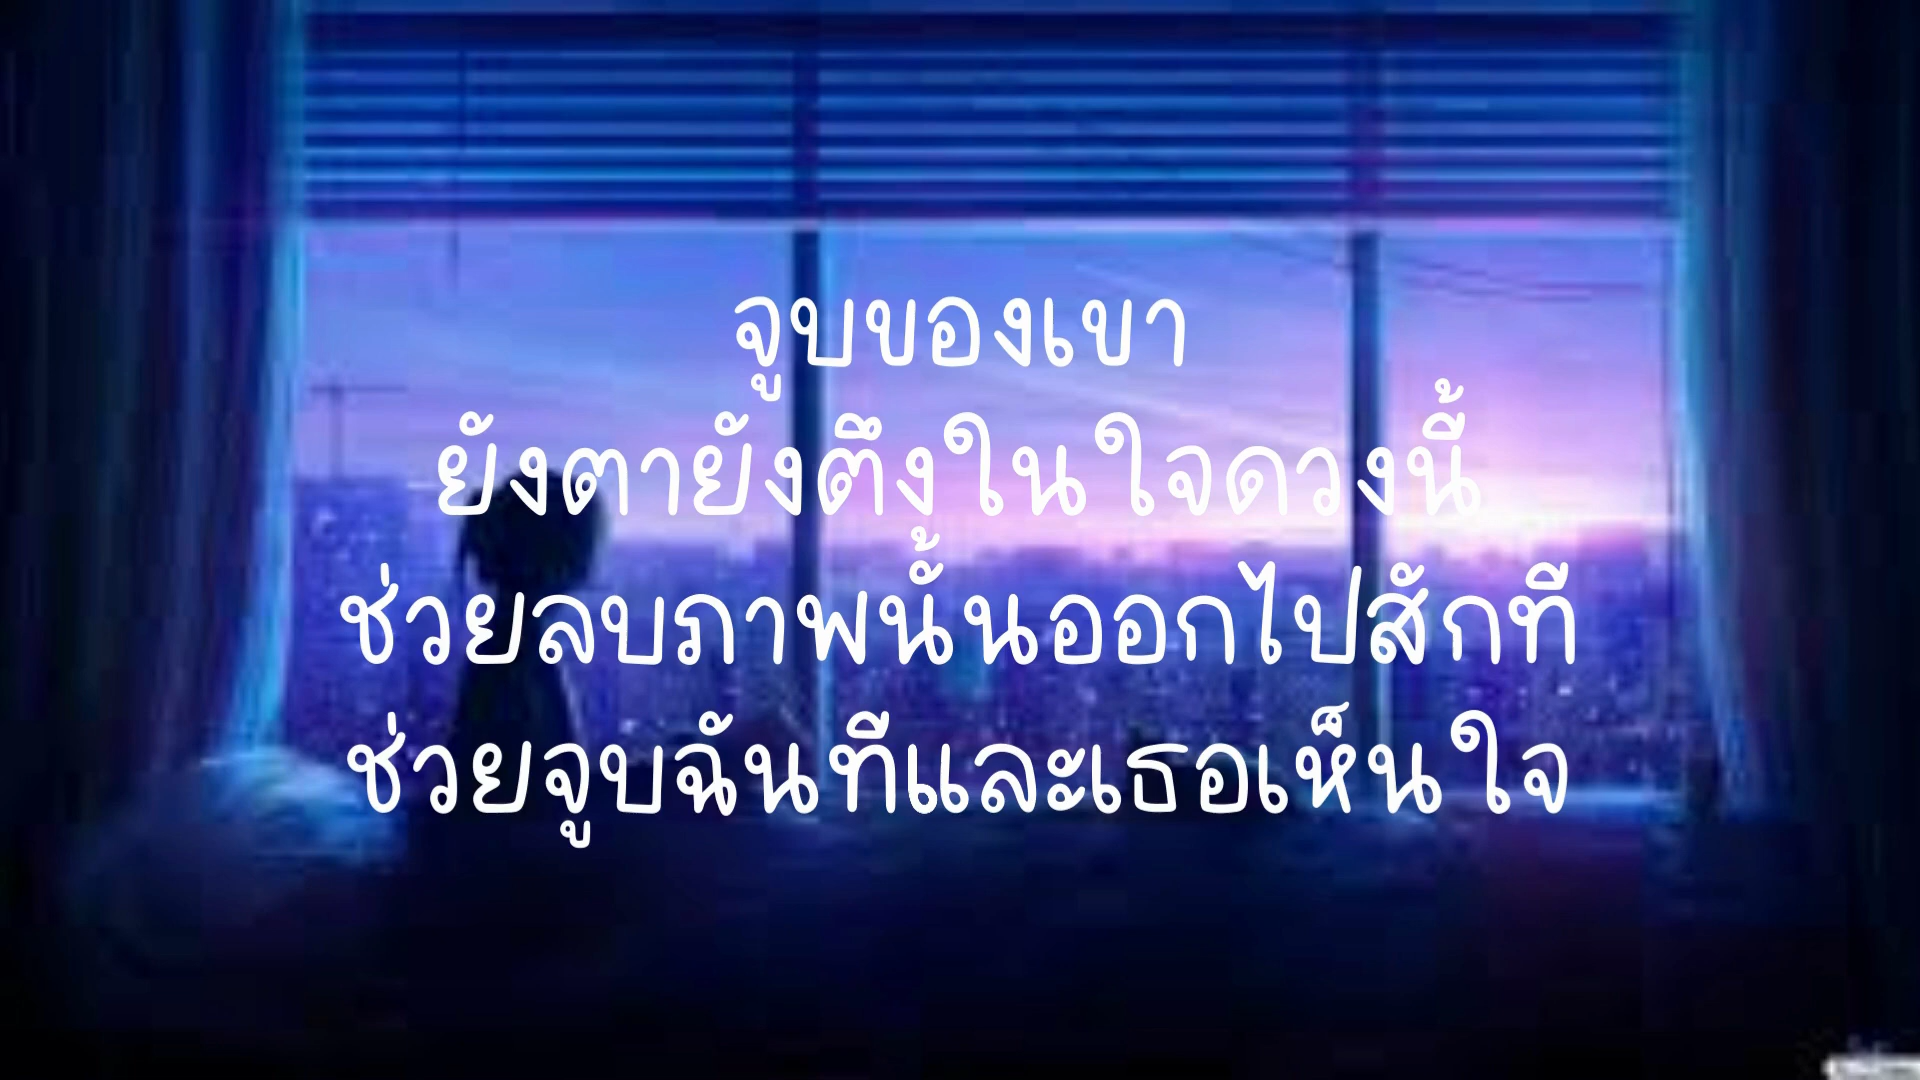 จูบของเขา
ยังตายังตึงในใจดวงนี้
ช่วยลบภาพนั้นออกไปสักที
ช่วยจูบฉันทีและเธอเห็นใจ